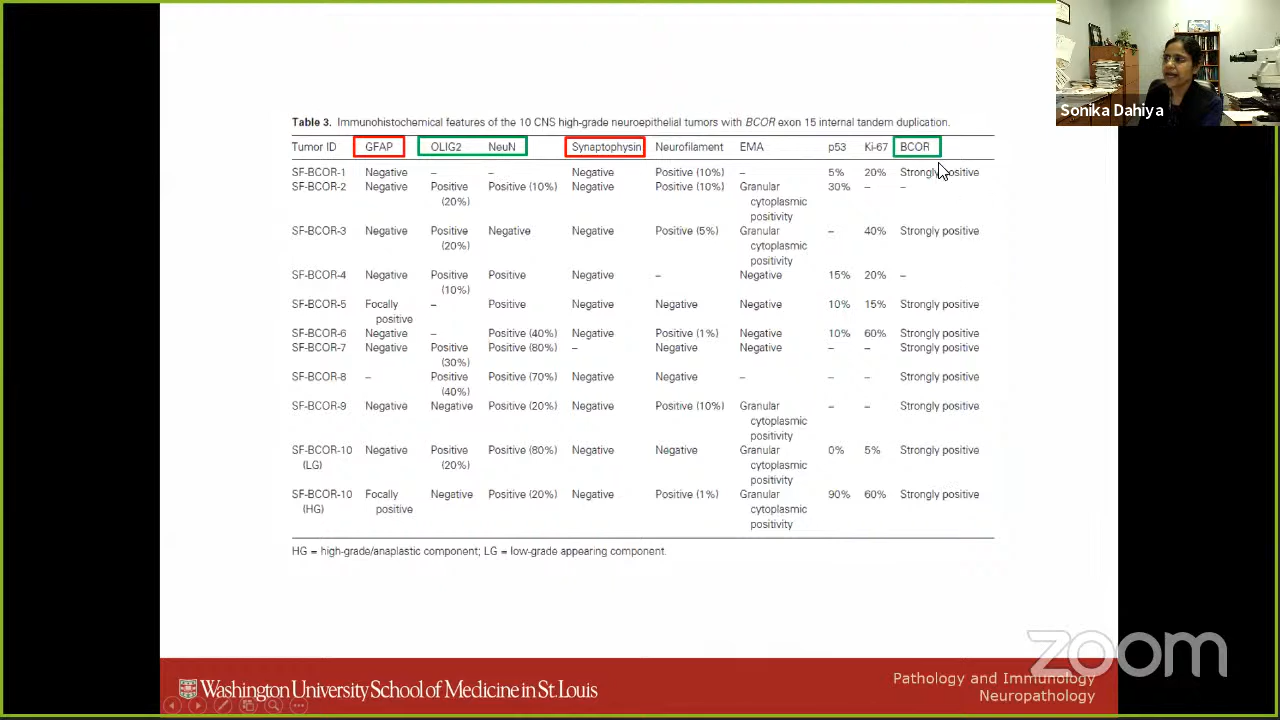 Sonika Dahiya
Table 3. Immunohistochemical features of the 10 CNS high-grade neuroepithelial tumors with BCOR exon 15 internal tandem duplication.
Tumor ID GFAP OLIG2 NeuN Synaptophysin Neurofilament EMA p53 Ki-67 BCOR
SF-BCOR-1 Negative – – Negative Positive (10%) – 5% 20% Strongly positive
SF-BCOR-2 Negative Positive Positive (10%) Negative Positive (10%) Granular 30% – –
(20%) cytoplasmic
positivity
SF-BCOR-3 Negative Positive Negative Negative Positive (5%) Granular – 40% Strongly positive
(20%) cytoplasmic
positivity
SF-BCOR-4 Negative Positive Positive Negative – Negative 15% 20% –
(10%)
SF-BCOR-5 Focally – Positive Negative Negative Negative 10% 15% Strongly positive
positive
SF-BCOR-6 Negative – Positive (40%) Negative Positive (1%) Negative 10% 60% Strongly positive
SF-BCOR-7 Negative Positive Positive (80%) – Negative Negative – – Strongly positive
(30%)
SF-BCOR-8 – Positive Positive (70%) Negative Negative – – – Strongly positive
(40%)
SF-BCOR-9 Negative Negative Positive (20%) Negative Positive (10%) Granular – – Strongly positive
cytoplasmic
positivity
SF-BCOR-10 Negative Positive Positive (60%) Negative Negative Granular 0% 5% Strongly positive
(LG) (20%) cytoplasmic
positivity
SF-BCOR-10 Focally Negative Positive (20%) Negative Positive (1%) Granular 90% 60% Strongly positive
(HG) positive cytoplasmic
positivity
HG = high-grade/anaplastic component; LG = low-grade appearing component.
zoom
Washington University School of Medicine in St. Louis
Pathology and Immunology
Neuropathology